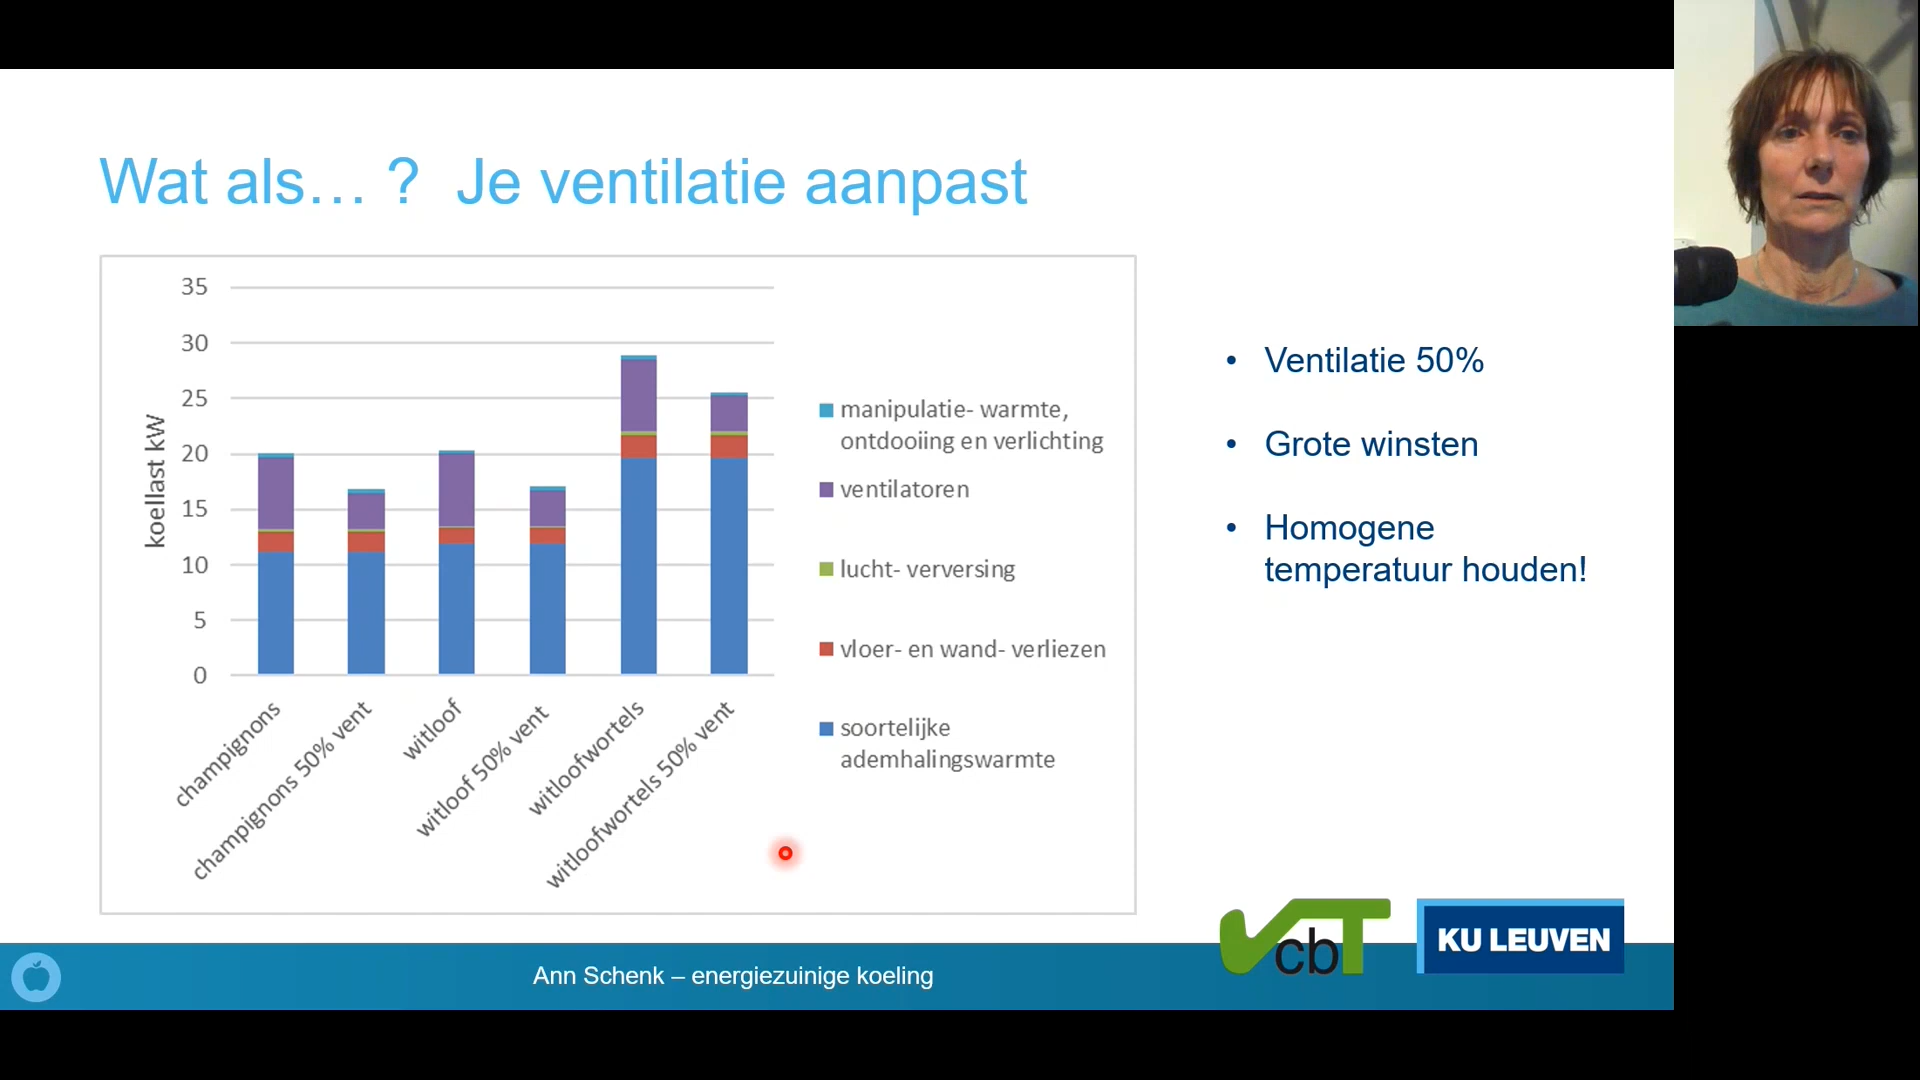 Wat als… ? Je ventilatie aanpast
koellast kW
35
30
25
20
15
10
5
0
champignons
champignons 50% vent
witloof
witloof 50% vent
witloofwortels
witloofwortels 50% vent
manipulatie- warmte,
ontdooiing en verlichting
ventilatoren
lucht- verversing
vloer- en wand- verliezen
soortelijke
ademhalingswarmte
• Ventilatie 50%
• Grote winsten
• Homogene
temperatuur houden!
Vcbt
KU LEUVEN
Ann Schenk – energiezuinige koeling